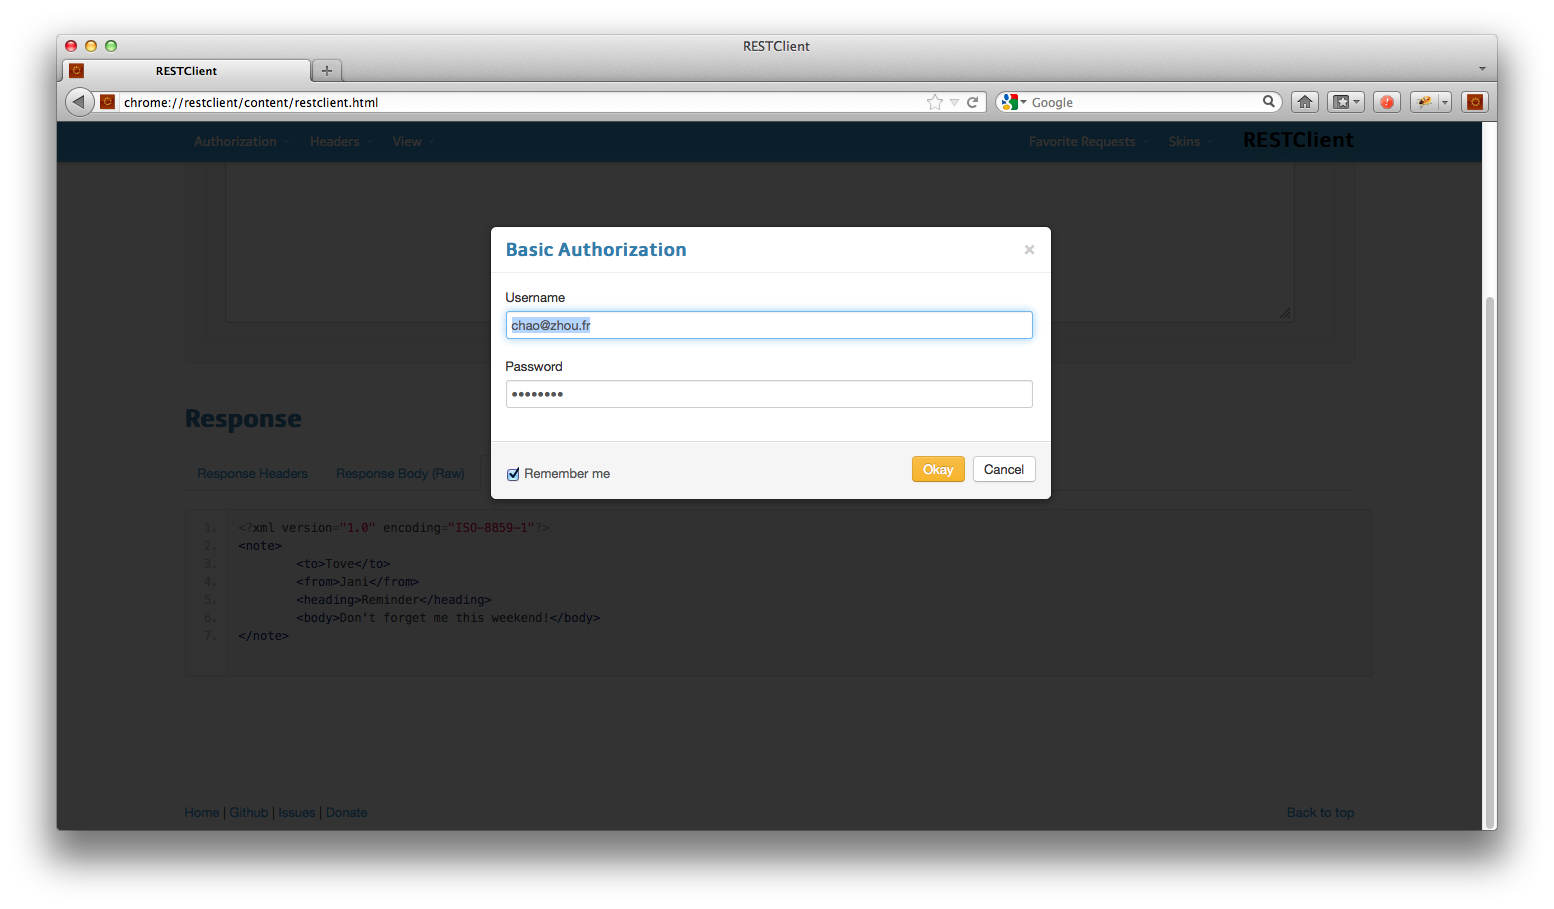 RESTClient
RESTClient
chrome://restclient/content/restclient.html
Google
Authorization Headers View Favorite Requests Skins RESTClient
Basic Authorization ×
Username
chao@zhou.fr
Password
••••••••
Remember me Okay Cancel
Response
Response Headers Response Body (Raw)
1. <?xml version="1.0" encoding="ISO-8859-1"?>
2. <note>
3. <to>Tove</to>
4. <from>Jani</from>
5. <heading>Reminder</heading>
6. <body>Don't forget me this weekend!</body>
7. </note>
Home | Github | Issues | Donate Back to top